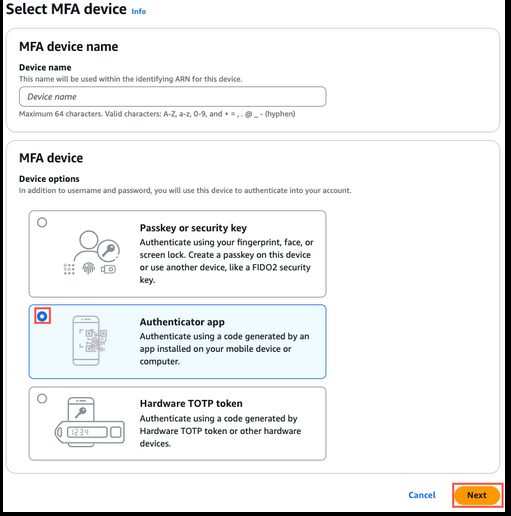 Select MFA device Info
MFA device name
Device name
This name will be used within the identifying ARN for this device.
Device name
Maximum 64 characters. Valid characters: A-Z, a-z, 0-9, and + = , . @ _ - (hyphen)
MFA device
Device options
In addition to username and password, you will use this device to authenticate into your account.
Passkey or security key
Authenticate using your fingerprint, face, or
screen lock. Create a passkey on this device
or use another device, like a FIDO2 security
key.
Authenticator app
Authenticate using a code generated by an
app installed on your mobile device or
computer.
Hardware TOTP token
1234
Authenticate using a code generated by
Hardware TOTP token or other hardware
devices.
Cancel
Next